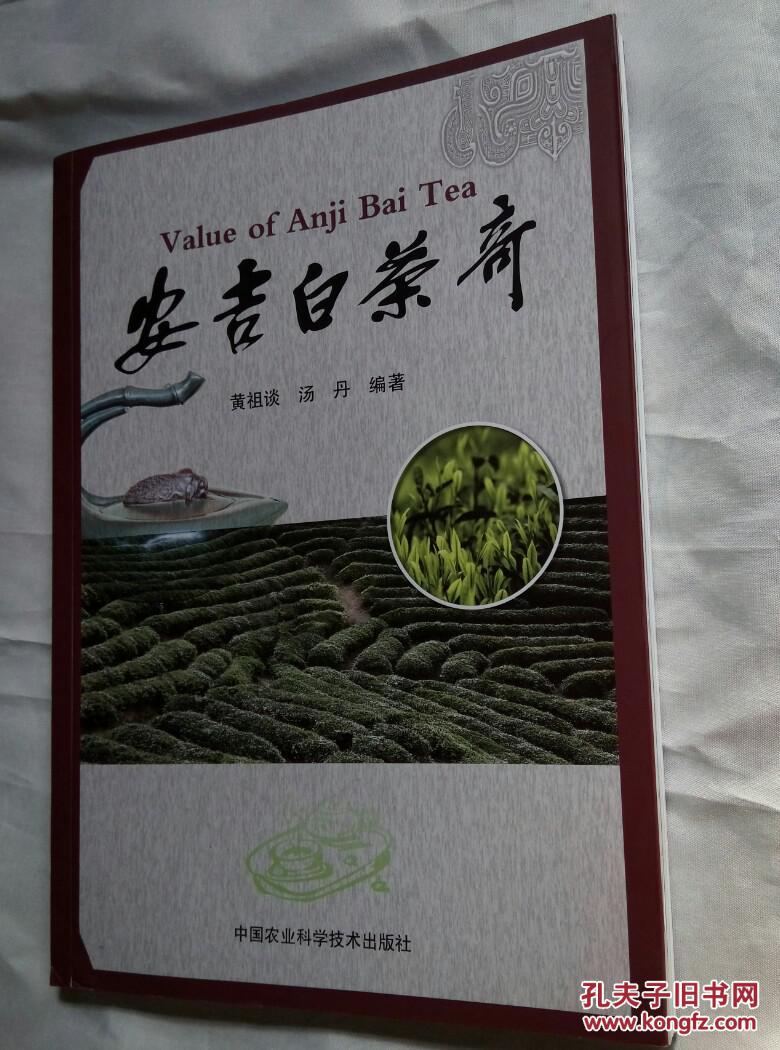 Value of Anji Bai Tea
安吉白茶奇
黄祖谈 汤 丹 编著
中国农业科学技术出版社
孔夫子旧书网
www.kongfz.com